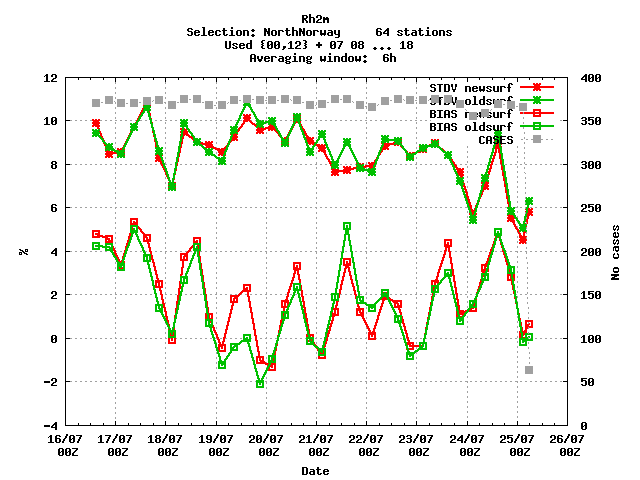 Rh2m
Selection: NorthNorway     64 stations
Used {00,12} + 07 08 ... 18
Averaging window:  6h
STDV newsurf
STDV oldsurf
BIAS newsurf
BIAS oldsurf
CASES
12
10
8
6
4
2
0
-2
-4
%
400
350
300
250
200
150
100
50
0
No cases
16/07 17/07 18/07 19/07 20/07 21/07 22/07 23/07 24/07 25/07 26/07
00Z 00Z 00Z 00Z 00Z 00Z 00Z 00Z 00Z 00Z 00Z
Date